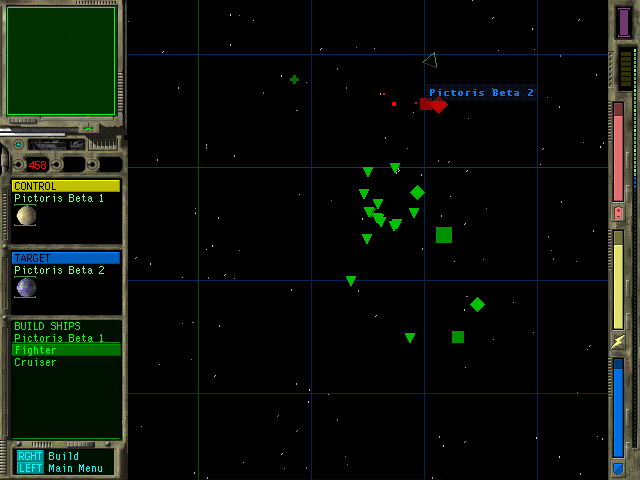 Pictoris Beta 2
458
CONTROL
Pictoris Beta 1
TARGET
Pictoris Beta 2
BUILD SHIPS
Pictoris Beta 1
Fighter
Cruiser
RGHT Build
LEFT Main Menu